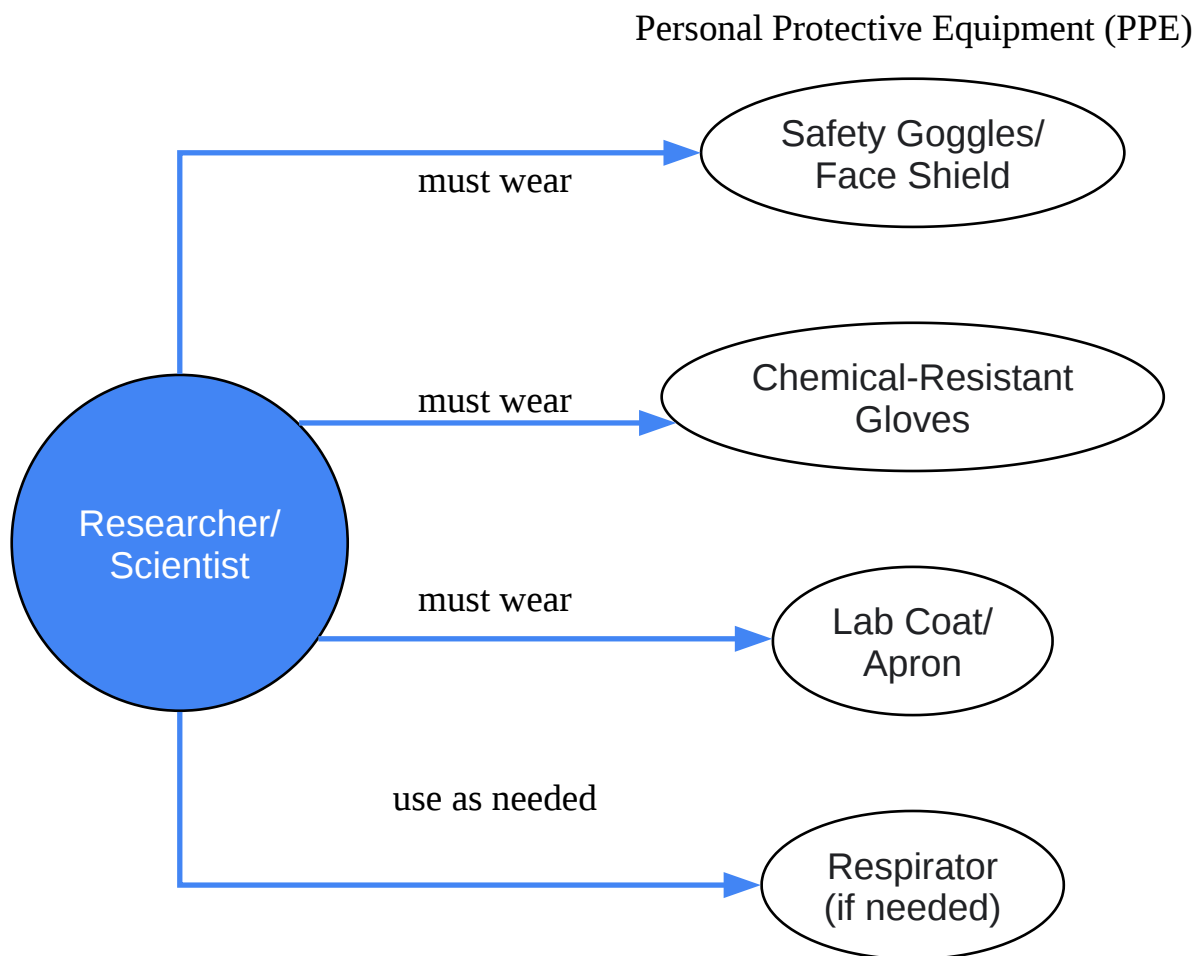 Personal Protective Equipment (PPE)
Safety Goggles/
Face Shield
must wear
Chemical-Resistant
Gloves
must wear
Researcher/
Scientist
must wear
Lab Coat/
Apron
use as needed
Respirator
(if needed)